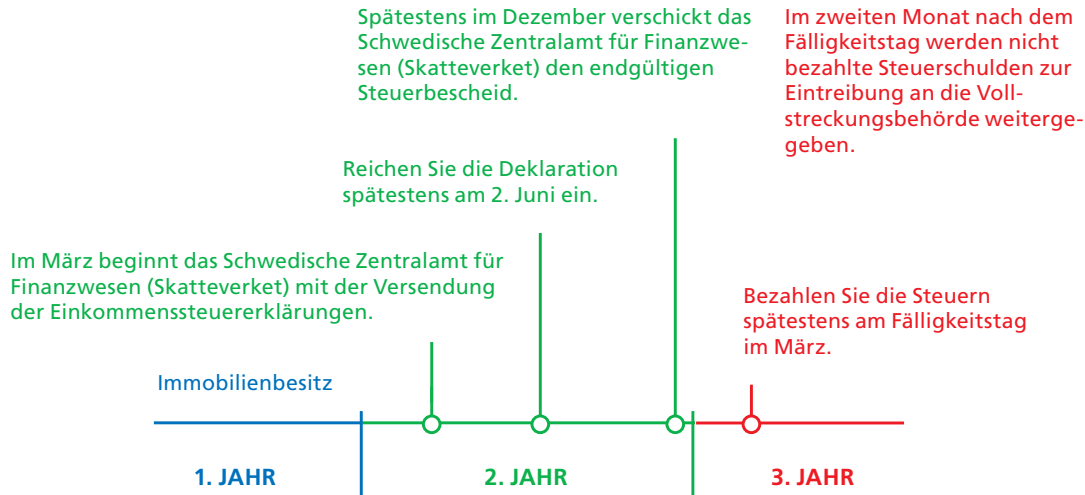 Spätestens im Dezember verschickt das
Schwedische Zentralamt für Finanzwe-
sen (Skatteverket) den endgültigen
Steuerbescheid.
Im zweiten Monat nach dem
Fälligkeitstag werden nicht
bezahlte Steuerschulden zur
Eintreibung an die Voll-
streckungsbehörde weiterge-
geben.
Reichen Sie die Deklaration
spätestens am 2. Juni ein.
Im März beginnt das Schwedische Zentralamt für
Finanzwesen (Skatteverket) mit der Versendung
der Einkommenssteuererklärungen.
Bezahlen Sie die Steuern
spätestens am Fälligkeitstag
im März.
Immobilienbesitz
1. JAHR
2. JAHR
3. JAHR